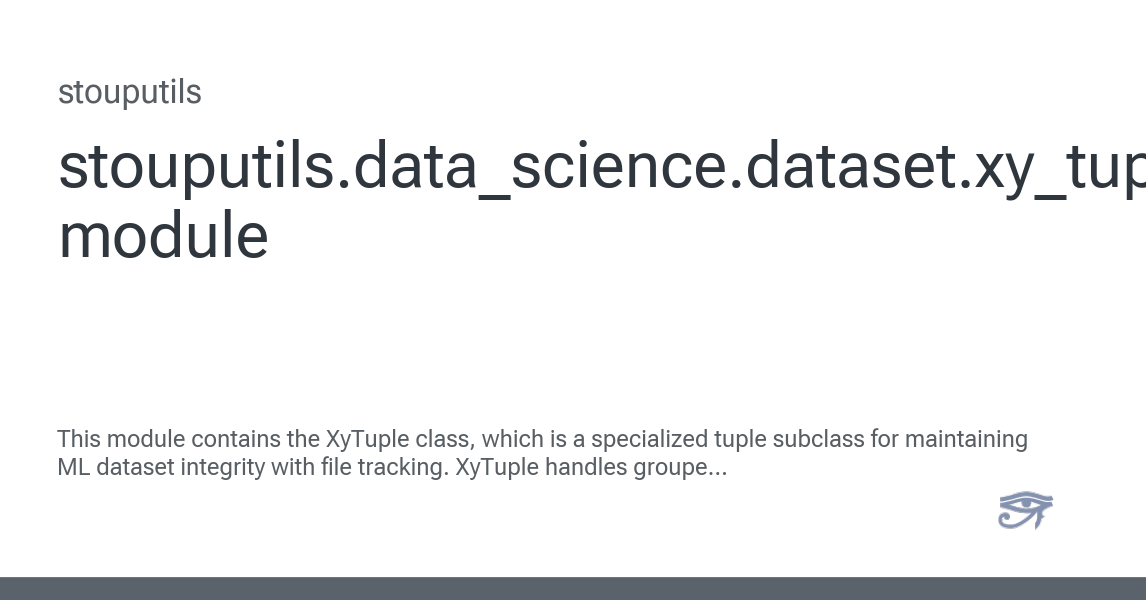 stouputils
stouputils.data_science.dataset.xy_tup
module
This module contains the XyTuple class, which is a specialized tuple subclass for maintaining
ML dataset integrity with file tracking. XyTuple handles groupe...